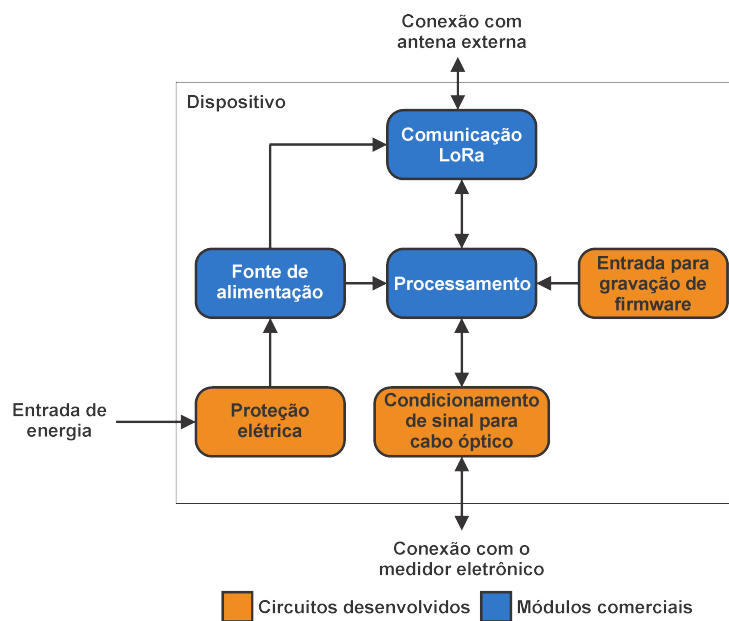 Conexão com
antena externa
Dispositivo
Comunicação
LoRa
Fonte de
alimentação
Processamento
Entrada para
gravação de
firmware
Entrada de
energia
Proteção
elétrica
Condicionamento
de sinal para
cabo óptico
Conexão com o
medidor eletrônico
Circuitos desenvolvidos
Módulos comerciais